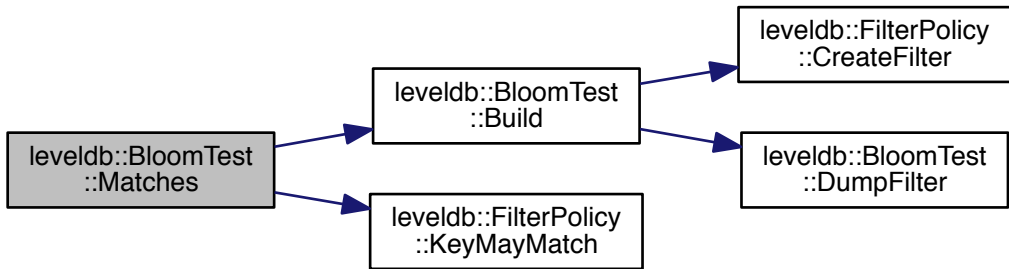 leveldb::BloomTest
::Matches
leveldb::BloomTest
::Build
leveldb::FilterPolicy
::KeyMayMatch
leveldb::FilterPolicy
::CreateFilter
leveldb::BloomTest
::DumpFilter